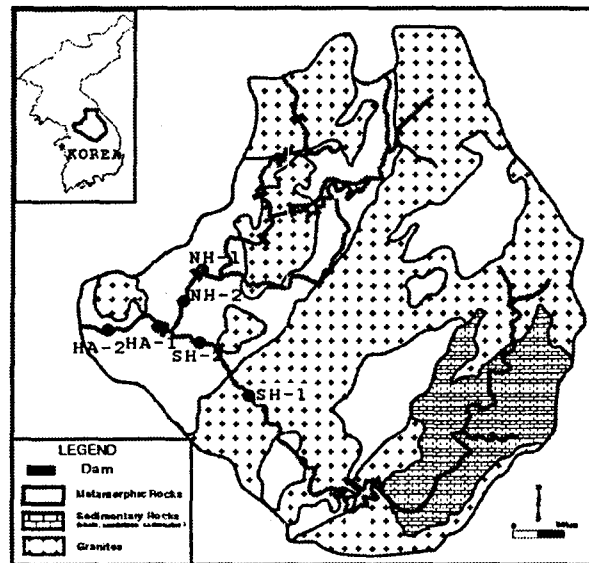 KOREA
NH-1
NH-2
HA-2
HA-1
SH-2
SH-1
LEGEND
Dam
Metamorphic Rocks
Sedimentary Rocks
Granites